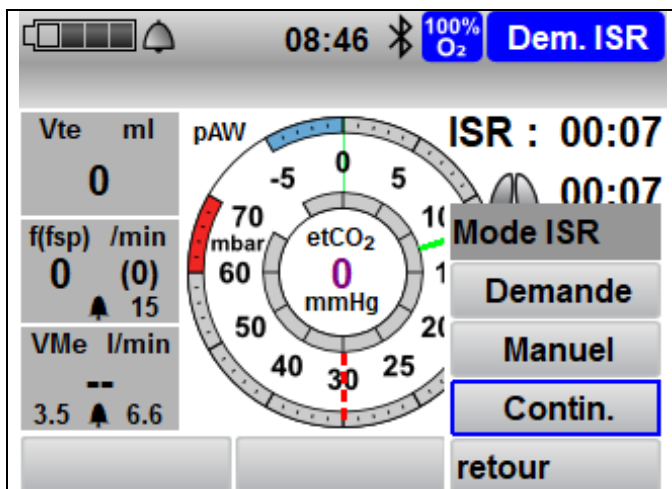 08:46 100% O₂ Dem. ISR
Vte ml
0
f(fsp) /min
0 (0)
15
VMe l/min
--
3.5 6.6
pAW
-5 0 5
70
mbar
60
50
40 30 25
etCO₂
0
mmHg
ISR : 00:07
00:07
Mode ISR
Demande
Manuel
Contin.
retour